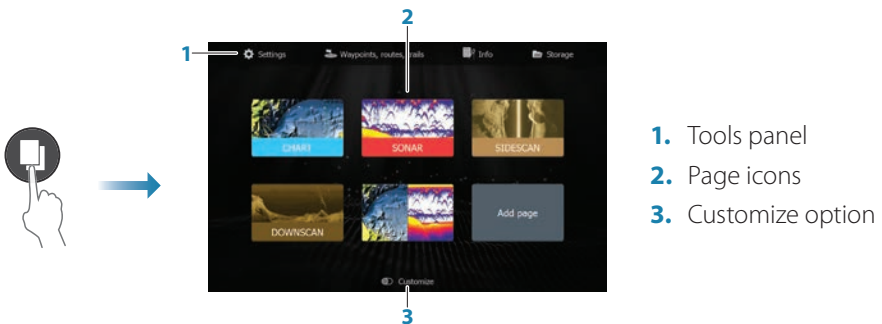 2
1
Settings
Waypoints, routes, trails
Info
Storage
CHART
SONAR
SIDESCAN
DOWNSCAN
Add page
Customize
3
1. Tools panel
2. Page icons
3. Customize option